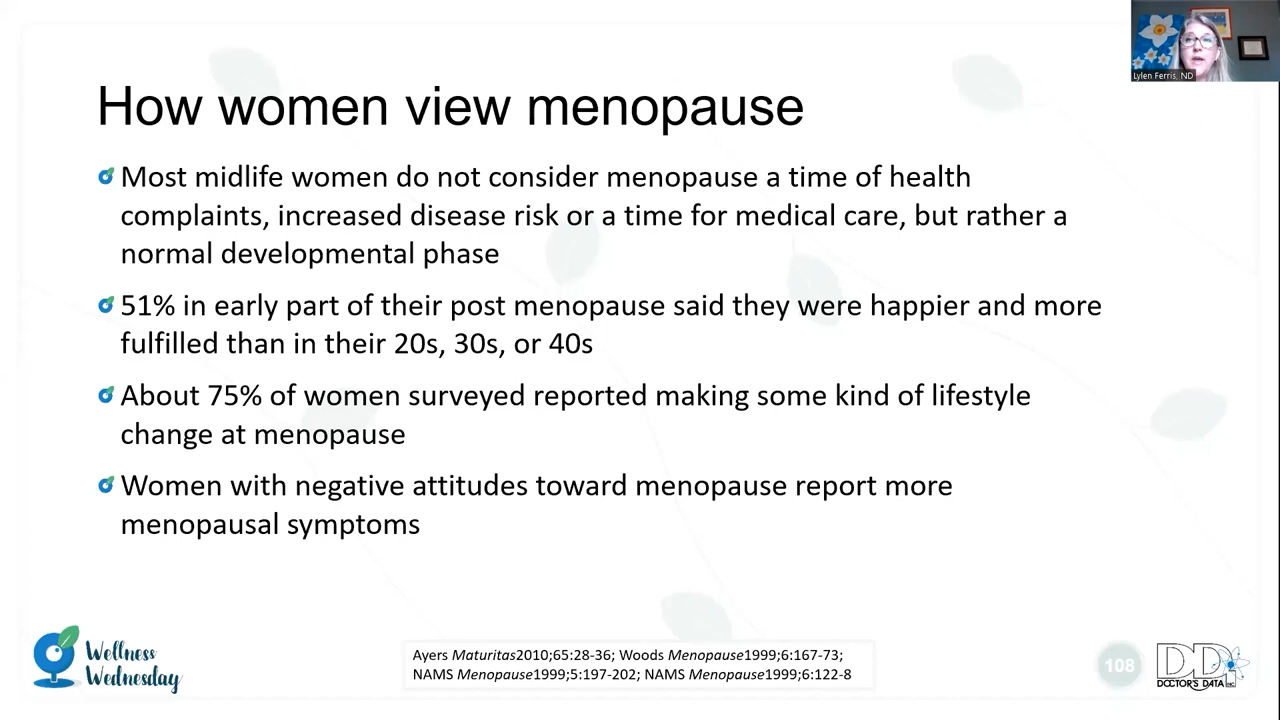 Lylen Ferris, ND
How women view menopause
Most midlife women do not consider menopause a time of health
complaints, increased disease risk or a time for medical care, but rather a
normal developmental phase
51% in early part of their post menopause said they were happier and more
fulfilled than in their 20s, 30s, or 40s
About 75% of women surveyed reported making some kind of lifestyle
change at menopause
Women with negative attitudes toward menopause report more
menopausal symptoms
Wellness
Wednesday
Ayers Maturitas2010;65:28-36; Woods Menopause1999;6:167-73;
NAMS Menopause1999;5:197-202; NAMS Menopause1999;6:122-8
108
DDI
DOCTOR'S DATA INC.